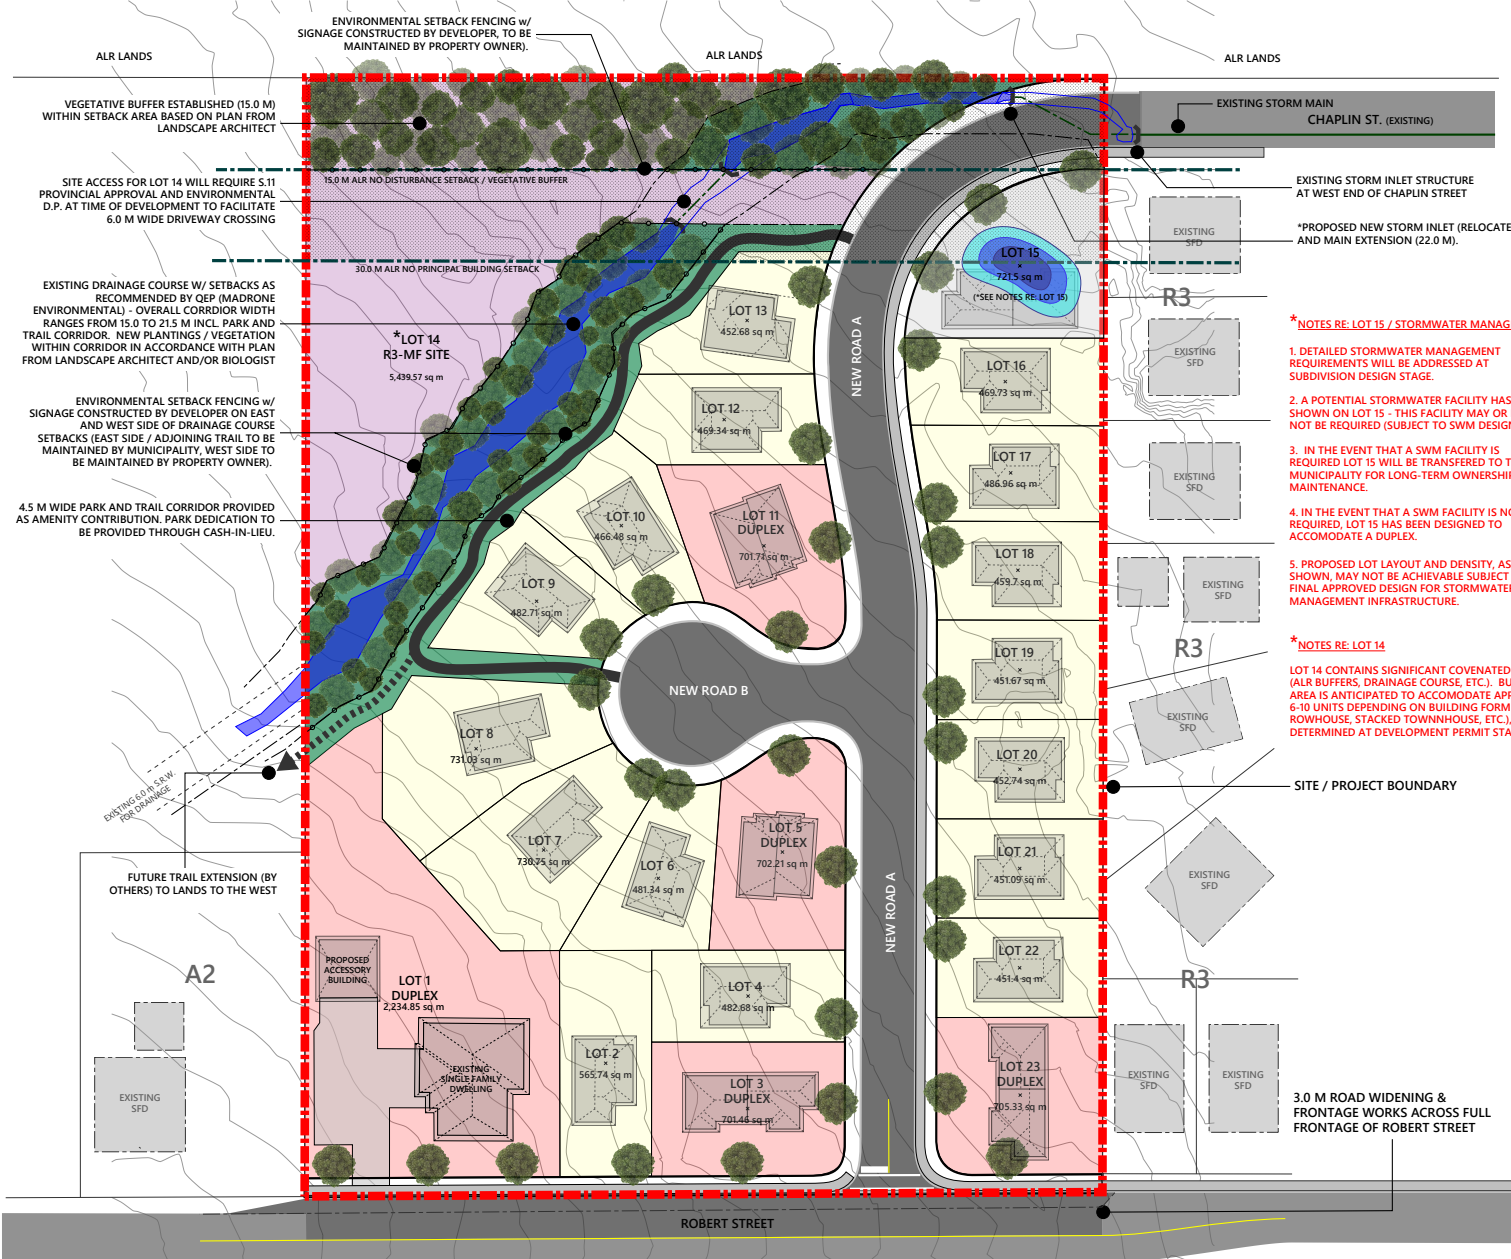 ENVIRONMENTAL SETBACK FENCING w/
SIGNAGE CONSTRUCTED BY DEVELOPER, TO BE
MAINTAINED BY PROPERTY OWNER).
ALR LANDS
ALR LANDS
ALR LANDS
VEGETATIVE BUFFER ESTABLISHED (15.0 M)
WITHIN SETBACK AREA BASED ON PLAN FROM
LANDSCAPE ARCHITECT
SITE ACCESS FOR LOT 14 WILL REQUIRE S.11
PROVINCIAL APPROVAL AND ENVIRONMENTAL
D.P. AT TIME OF DEVELOPMENT TO FACILITATE
6.0 M WIDE DRIVEWAY CROSSING
EXISTING DRAINAGE COURSE W/ SETBACKS AS
RECOMMENDED BY QEP (MADRONE
ENVIRONMENTAL) - OVERALL CORRDIOR WIDTH
RANGES FROM 15.0 TO 21.5 M INCL. PARK AND
TRAIL CORRIDOR. NEW PLANTINGS / VEGETATION
WITHIN CORRIDOR IN ACCORDANCE WITH PLAN
FROM LANDSCAPE ARCHITECT AND/OR BIOLOGIST
ENVIRONMENTAL SETBACK FENCING w/
SIGNAGE CONSTRUCTED BY DEVELOPER ON EAST
AND WEST SIDE OF DRAINAGE COURSE
SETBACKS (EAST SIDE / ADJOINING TRAIL TO BE
MAINTAINED BY MUNICIPALITY, WEST SIDE TO
BE MAINTAINED BY PROPERTY OWNER).
4.5 M WIDE PARK AND TRAIL CORRIDOR PROVIDED
AS AMENITY CONTRIBUTION. PARK DEDICATION TO
BE PROVIDED THROUGH CASH-IN-LIEU.
EXISTING 6.0 m S.R.W.
FOR DRAINAGE
FUTURE TRAIL EXTENSION (BY
OTHERS) TO LANDS TO THE WEST
A2
EXISTING
SFD
15.0 M ALR NO DISTURBANCE SETBACK / VEGETATIVE BUFFER
30.0 M ALR NO PRINCIPAL BUILDING SETBACK
*LOT 14
R3-MF SITE
5,439.57 sq m
LOT 13
452.68 sq m
LOT 12
469.34 sq m
LOT 11
DUPLEX
701.71 sq m
LOT 10
466.48 sq m
LOT 9
482.71 sq m
LOT 8
731.03 sq m
LOT 7
730.75 sq m
LOT 6
481.34 sq m
LOT 5
DUPLEX
702.21 sq m
LOT 4
482.68 sq m
LOT 3
DUPLEX
701.46 sq m
LOT 2
565.74 sq m
PROPOSED
ACCESSORY
BUILDING
LOT 1
DUPLEX
2,234.85 sq m
EXISTING
SINGLE FAMILY
DWELLING
NEW ROAD A
NEW ROAD B
NEW ROAD A
LOT 15
721.5 sq m
(*SEE NOTES RE: LOT 15)
LOT 16
469.73 sq m
LOT 17
486.96 sq m
LOT 18
459.7 sq m
LOT 19
451.67 sq m
LOT 20
452.74 sq m
LOT 21
451.09 sq m
LOT 22
451.4 sq m
LOT 23
DUPLEX
705.33 sq m
ROBERT STREET
EXISTING STORM MAIN
CHAPLIN ST. (EXISTING)
EXISTING STORM INLET STRUCTURE
AT WEST END OF CHAPLIN STREET
*PROPOSED NEW STORM INLET (RELOCATE
AND MAIN EXTENSION (22.0 M).
EXISTING
SFD
R3
EXISTING
SFD
EXISTING
SFD
EXISTING
SFD
R3
EXISTING
SFD
EXISTING
SFD
R3
EXISTING
SFD
EXISTING
SFD
*NOTES RE: LOT 15 / STORMWATER MANAG
1. DETAILED STORMWATER MANAGEMENT
REQUIREMENTS WILL BE ADDRESSED AT
SUBDIVISION DESIGN STAGE.
2. A POTENTIAL STORMWATER FACILITY HAS
SHOWN ON LOT 15 - THIS FACILITY MAY OR
NOT BE REQUIRED (SUBJECT TO SWM DESIG
3. IN THE EVENT THAT A SWM FACILITY IS
REQUIRED LOT 15 WILL BE TRANSFERED TO T
MUNICIPALITY FOR LONG-TERM OWNERSHI
MAINTENANCE.
4. IN THE EVENT THAT A SWM FACILITY IS NO
REQUIRED, LOT 15 HAS BEEN DESIGNED TO
ACCOMODATE A DUPLEX.
5. PROPOSED LOT LAYOUT AND DENSITY, AS
SHOWN, MAY NOT BE ACHIEVABLE SUBJECT
FINAL APPROVED DESIGN FOR STORMWATE
MANAGEMENT INFRASTRUCTURE.
*NOTES RE: LOT 14
LOT 14 CONTAINS SIGNIFICANT COVENATED
(ALR BUFFERS, DRAINAGE COURSE, ETC.). BU
AREA IS ANTICIPATED TO ACCOMODATE APP
6-10 UNITS DEPENDING ON BUILDING FORM
ROWHOUSE, STACKED TOWNNHOUSE, ETC.),
DETERMINED AT DEVELOPMENT PERMIT STA
SITE / PROJECT BOUNDARY
3.0 M ROAD WIDENING &
FRONTAGE WORKS ACROSS FULL
FRONTAGE OF ROBERT STREET